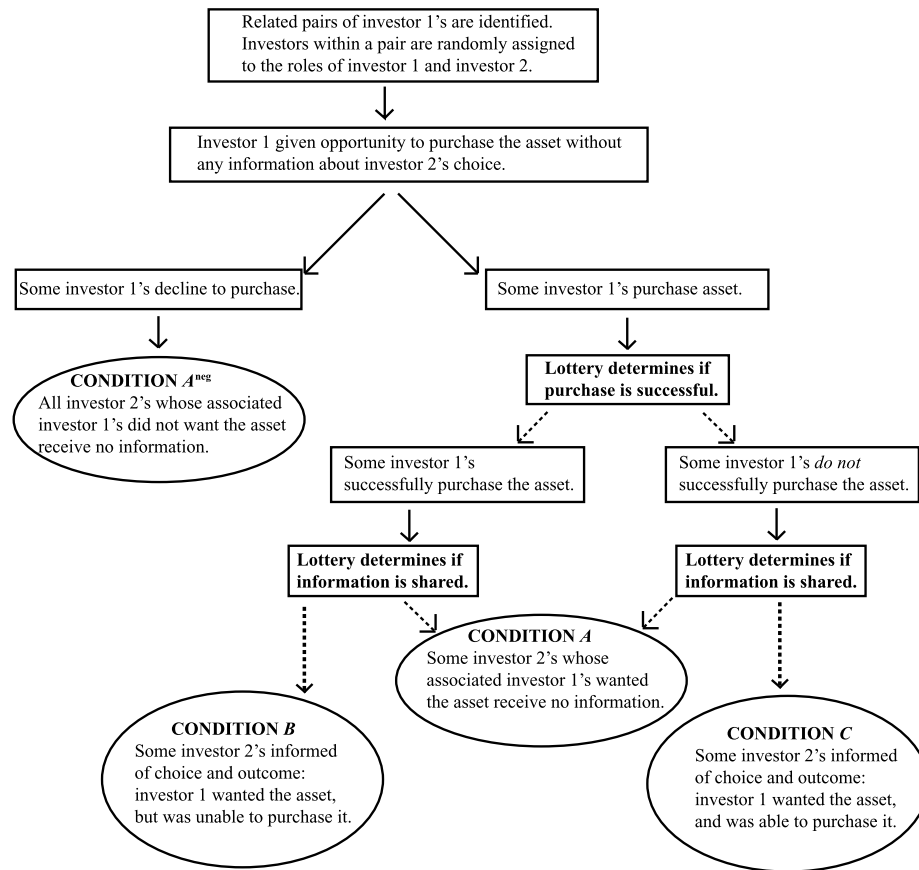 Related pairs of investor 1's are identified.
Investors within a pair are randomly assigned
to the roles of investor 1 and investor 2.
Investor 1 given opportunity to purchase the asset without
any information about investor 2's choice.
Some investor 1's decline to purchase.
Some investor 1's purchase asset.
CONDITION A^neg
All investor 2's whose associated
investor 1's did not want the asset
receive no information.
Lottery determines if
purchase is successful.
Some investor 1's
successfully purchase the asset.
Some investor 1's do not
successfully purchase the asset.
Lottery determines if
information is shared.
Lottery determines if
information is shared.
CONDITION A
Some investor 2's whose
associated investor 1's wanted
the asset receive no information.
CONDITION B
Some investor 2's informed
of choice and outcome:
investor 1 wanted the asset,
but was unable to purchase it.
CONDITION C
Some investor 2's informed
of choice and outcome:
investor 1 wanted the asset,
and was able to purchase it.